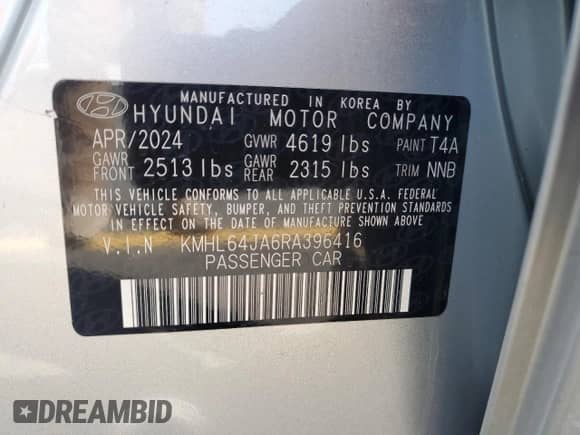 MANUFACTURED IN KOREA BY
HYUNDAI MOTOR COMPANY
APR/2024 GVWR 4619 lbs PAINT T4A
GAWR FRONT 2513 lbs GAWR REAR 2315 lbs TRIM NNB
THIS VEHICLE CONFORMS TO ALL APPLICABLE U.S.A. FEDERAL
MOTOR VEHICLE SAFETY, BUMPER, AND THEFT PREVENTION STANDARDS
IN EFFECT ON THE DATE OF MANUFACTURE SHOWN ABOVE
V.I.N KMHL64JA6RA396416
PASSENGER CAR
DREAMBID